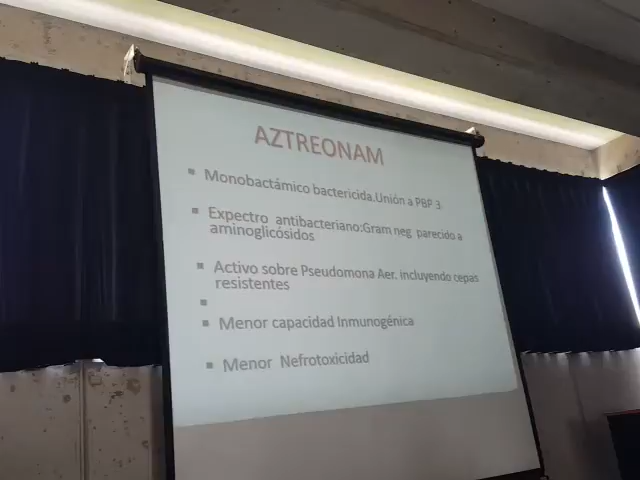 AZTREONAM
Monobactámico bactericida.Unión a PBP 3
Expectro antibacteriano:Gram neg parecido a
aminoglicósidos
Activo sobre Pseudomona Aer. incluyendo cepas
resistentes
Menor capacidad Inmunogénica
Menor Nefrotoxicidad